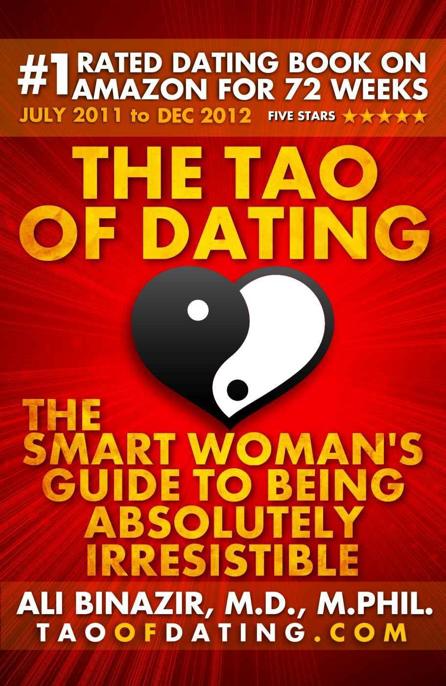 #1 RATED DATING BOOK ON
AMAZON FOR 72 WEEKS
JULY 2011 to DEC 2012 FIVE STARS ★★★★★
THE TAO
OF DATING
THE
SMART WOMAN'S
GUIDE TO BEING
ABSOLUTELY
IRRESISTIBLE
ALI BINAZIR, M.D., M.PHIL.
TAOOFDATING.COM